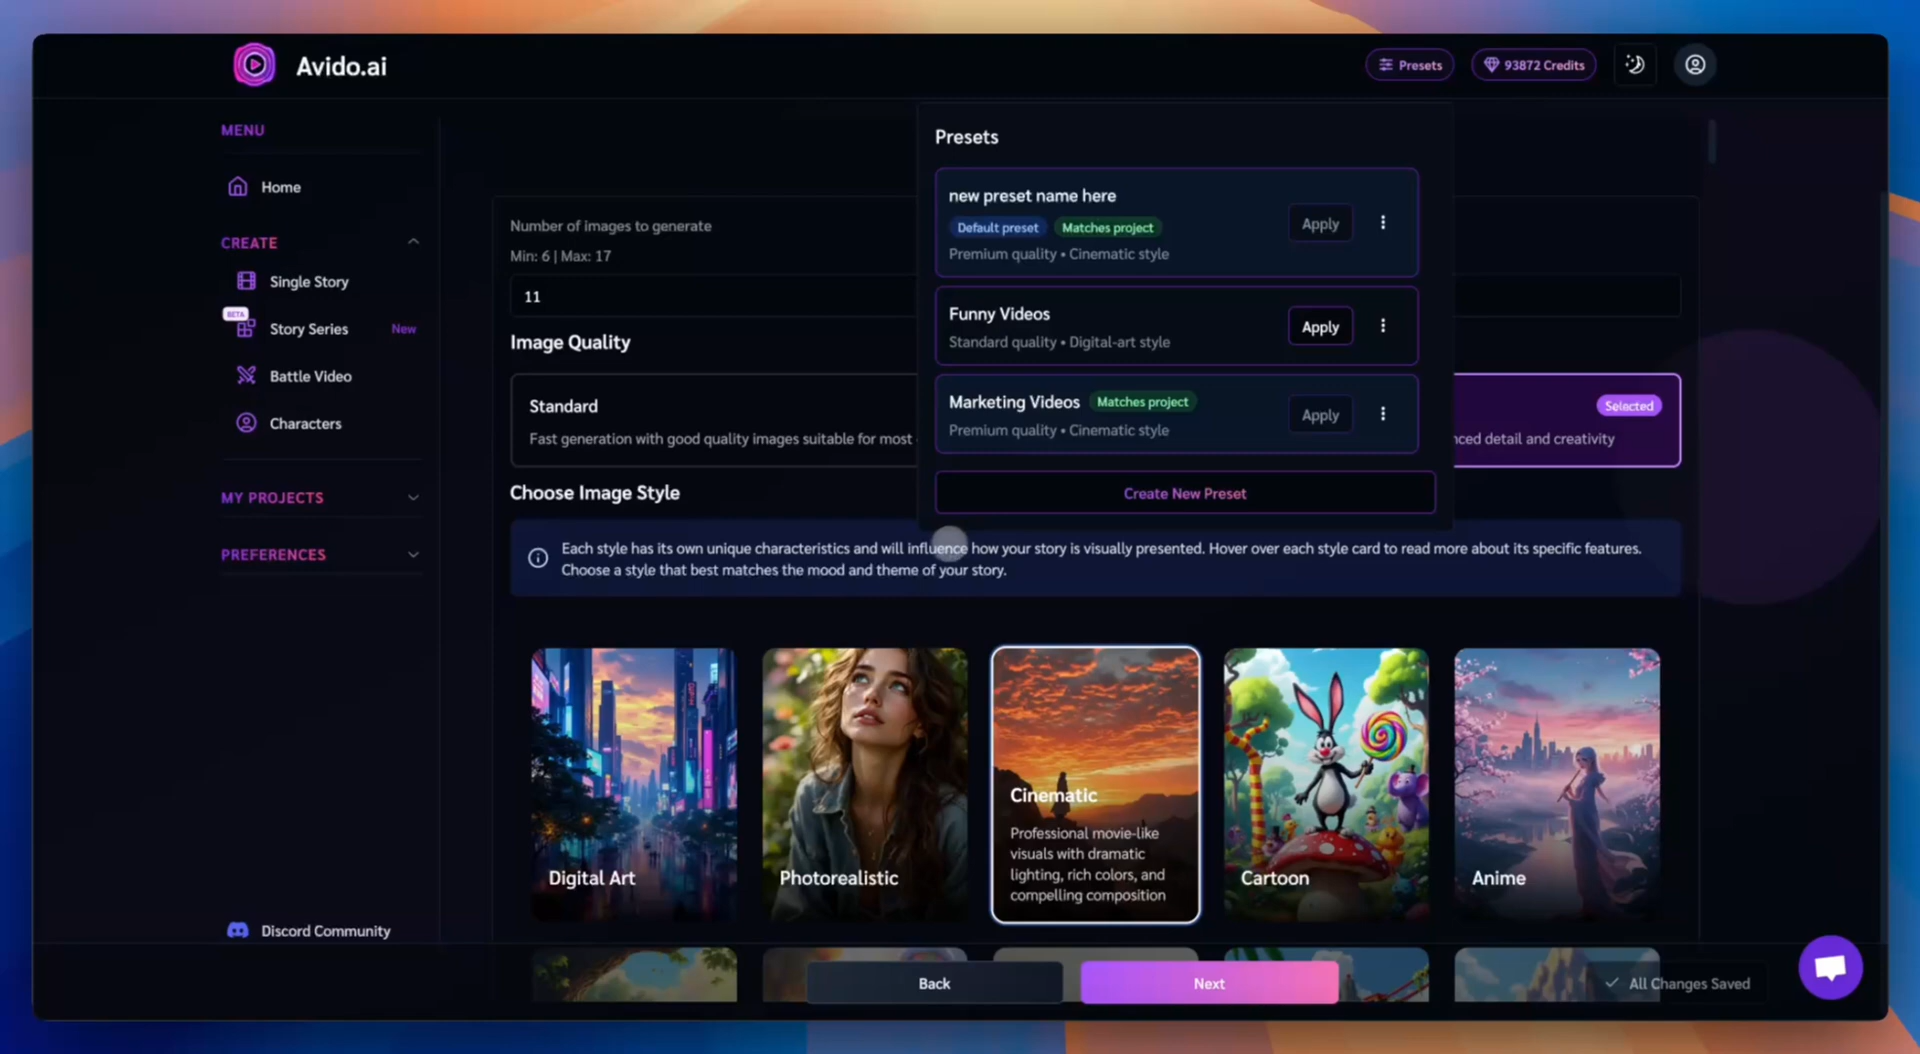 Avido.ai
Presets
93872 Credits
MENU
Home
CREATE
Single Story
BETA
Story Series
New
Battle Video
Characters
MY PROJECTS
PREFERENCES
Discord Community
Number of images to generate
Min: 6 | Max: 17
11
Image Quality
Standard
Fast generation with good quality images suitable for most
Selected
detail and creativity
Presets
new preset name here
Default preset
Matches project
Premium quality • Cinematic style
Apply
Funny Videos
Standard quality • Digital-art style
Apply
Marketing Videos
Matches project
Premium quality • Cinematic style
Apply
Create New Preset
Choose Image Style
Each style has its own unique characteristics and will influence how your story is visually presented. Hover over each style card to read more about its specific features.
Choose a style that best matches the mood and theme of your story.
Digital Art
Photorealistic
Cinematic
Professional movie-like
visuals with dramatic
lighting, rich colors, and
compelling composition
Cartoon
Anime
Back
Next
All Changes Saved